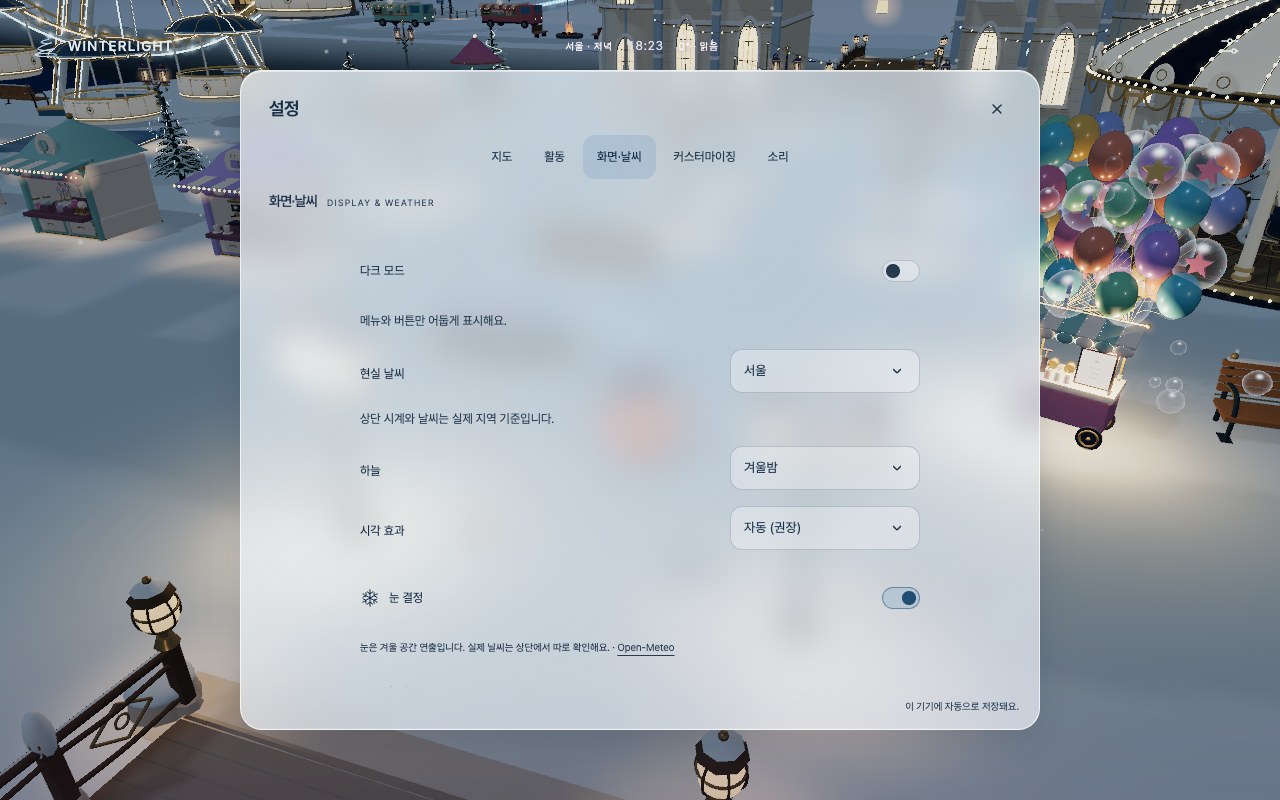 WINTERLIGHT
서울 · 저녁 18:23 맑음
설정
지도 활동 화면·날씨 커스터마이징 소리
화면·날씨 DISPLAY & WEATHER
다크 모드
메뉴와 버튼만 어둡게 표시해요.
현실 날씨 서울
상단 시계와 날씨는 실제 지역 기준입니다.
하늘 겨울밤
시각 효과 자동 (권장)
눈 결정
눈은 겨울 공간 연출입니다. 실제 날씨는 상단에서 따로 확인해요. · Open-Meteo
이 기기에 자동으로 저장돼요.